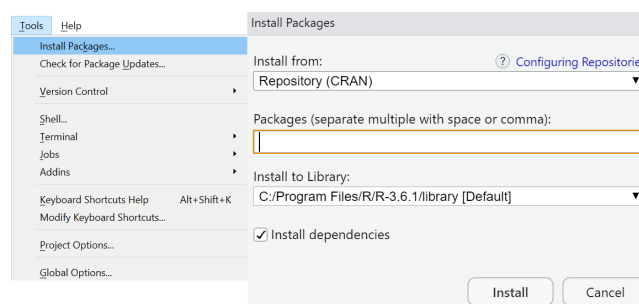 Tools Help
Install Packages...
Check for Package Updates...
Version Control
Shell...
Terminal
Jobs
Addins
Keyboard Shortcuts Help Alt+Shift+K
Modify Keyboard Shortcuts...
Project Options...
Global Options...
Install Packages
Install from: ? Configuring Repositorie
Repository (CRAN)
Packages (separate multiple with space or comma):
Install to Library:
C:/Program Files/R/R-3.6.1/library [Default]
Install dependencies
Install Cancel